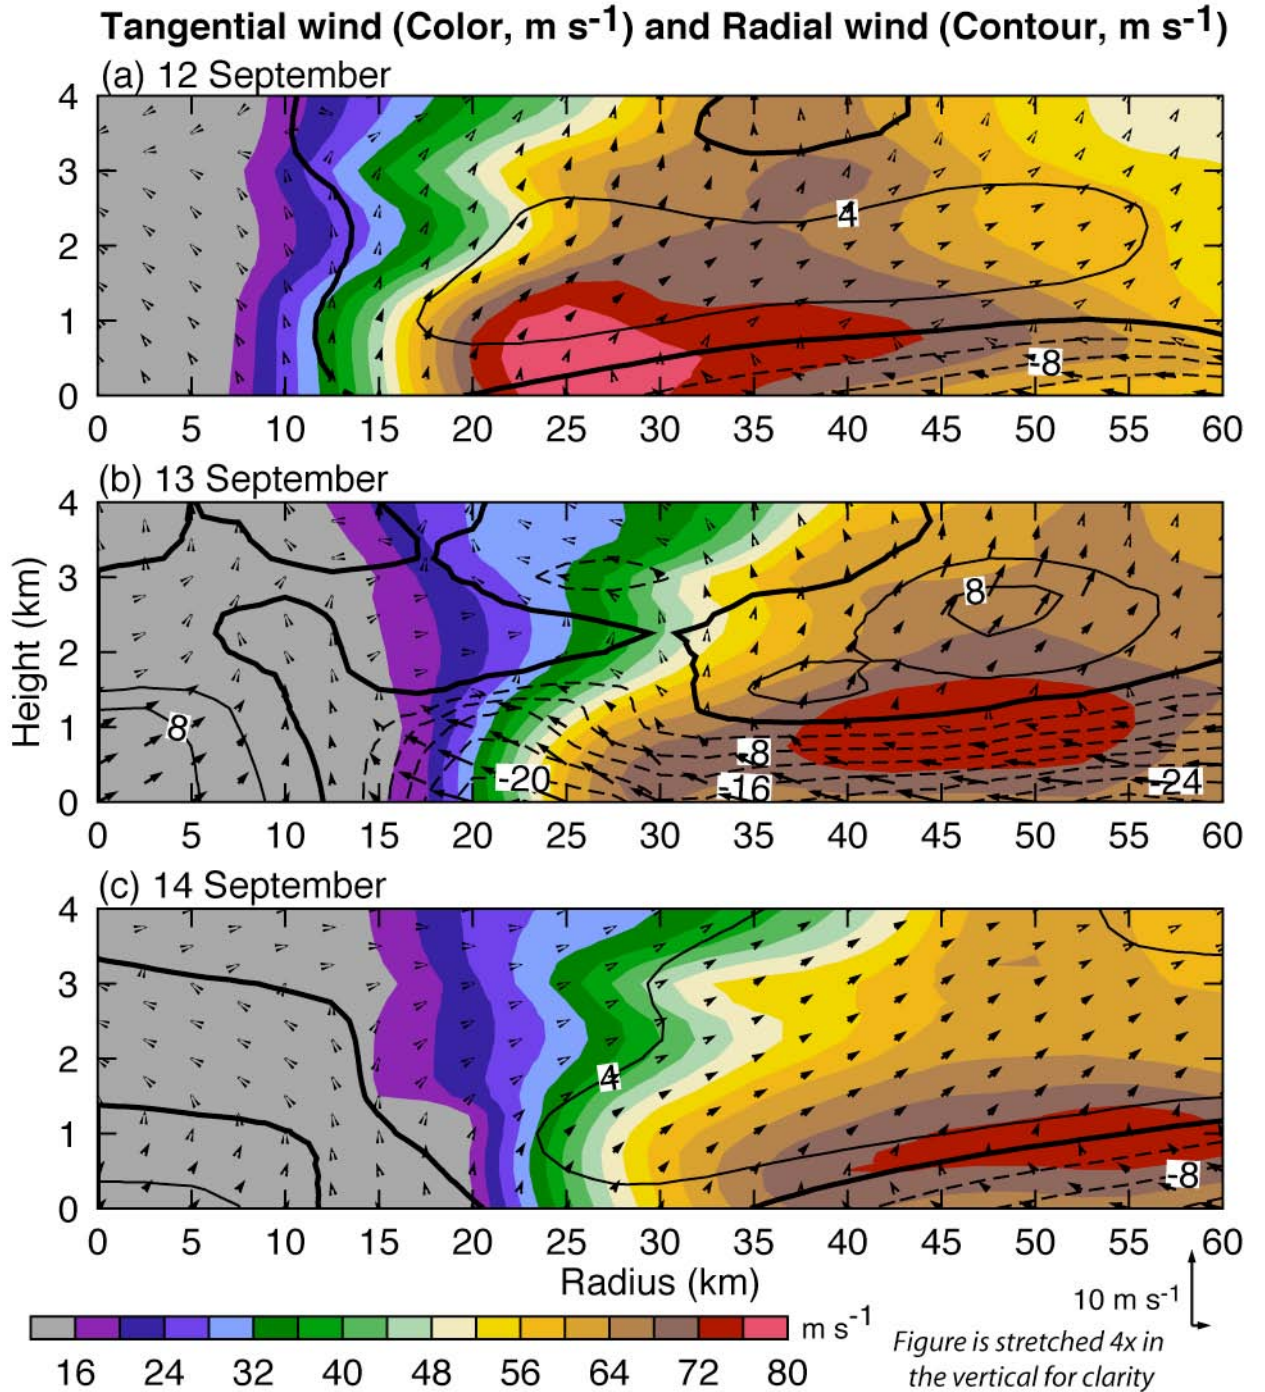 Tangential wind (Color, m s-1) and Radial wind (Contour, m s-1)
(a) 12 September
4
3
2
1
0
4
-8
0 5 10 15 20 25 30 35 40 45 50 55 60
(b) 13 September
4
3
2
1
0
8
8
-8
-20
-16
-24
0 5 10 15 20 25 30 35 40 45 50 55 60
Height (km)
(c) 14 September
4
3
2
1
0
4
-8
0 5 10 15 20 25 30 35 40 45 50 55 60
Radius (km)
10 m s-1
m s-1
16 24 32 40 48 56 64 72 80
Figure is stretched 4x in
the vertical for clarity